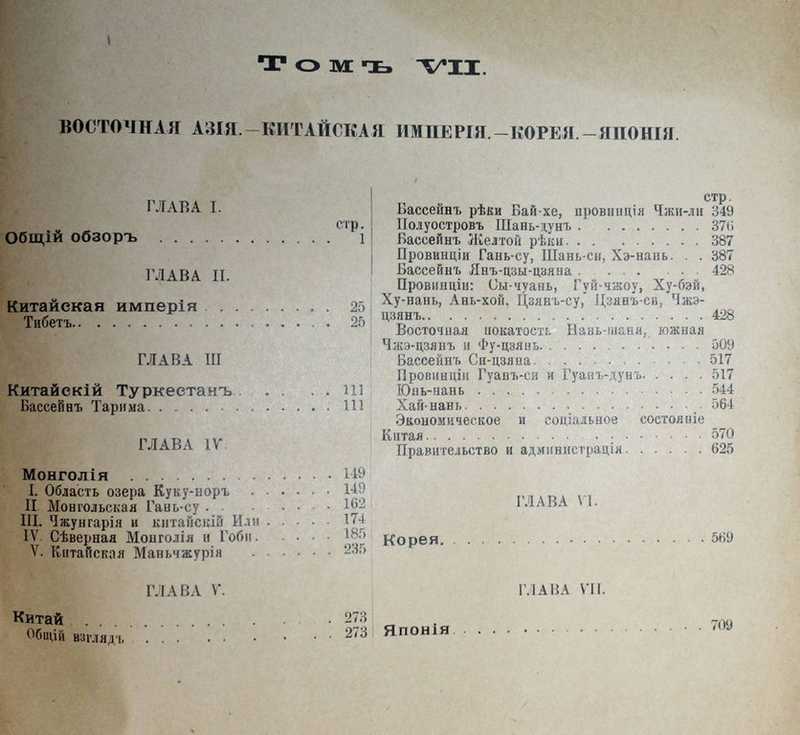 Томъ VII.
ВОСТОЧНАЯ АЗІЯ.–КИТАЙСКАЯ ИМПЕРІЯ.–КОРЕЯ.–ЯПОНІЯ.
ГЛАВА I.
стр.
Общій обзоръ . . . . . . . . . . . . 1
ГЛАВА II.
Китайская имперія . . . . . . . . . 25
Тибетъ. . . . . . . . . . . . . . . . . . 25
ГЛАВА III
Китайскій Туркестанъ . . . . . . 111
Бассейнъ Тарима. . . . . . . . . . . . 111
ГЛАВА IV.
Монголія . . . . . . . . . . . . . . 149
I. Область озера Куку-норъ . . . . . . 149
II Монгольская Гань-су . . . . . . . . 162
III. Чжунгарія и китайскій Или . . . . . 174
IV. Сѣверная Монголія и Гоби. . . . . . 185
V. Китайская Маньчжурія . . . . . . 235
ГЛАВА V.
Китай . . . . . . . . . . . . . . . 273
Общій взглядъ . . . . . . . . . . . 273
стр.
Бассейнъ рѣки Бай-хе, провинція Чжи-ли 349
Полуостровъ Шань-дунъ . . . . . . . . . 376
Бассейнъ Желтой рѣки. . . . . . . . . . 387
Провинціи Гань-су, Шань-си, Хэ-нань. . . 387
Бассейнъ Янъ-цзы-цзяна . . . . . . . . 428
Провинціи: Сы-чуань, Гуй-чжоу, Ху-бэй,
Ху-нань, Ань-хой, Цзянъ-су, Цзянъ-си, Чжэ-
цзянъ. . . . . . . . . . . . . . . . . . . 428
Восточная покатость Нань-шаня, южная
Чжэ-цзянъ и Фу-цзянь. . . . . . . . . . . . 509
Бассейнъ Си-цзяна . . . . . . . . . . . . 517
Провинціи Гуанъ-си и Гуанъ-дунъ. . . . . 517
Юнь-нань . . . . . . . . . . . . . . . . 544
Хай-нань . . . . . . . . . . . . . . . . . 564
Экономическое и соціальное состояніе
Китая . . . . . . . . . . . . . . . . . . . 570
Правительство и администрація. . . . . . 625
ГЛАВА VI.
Корея. . . . . . . . . . . . . . . . . . . 569
ГЛАВА VII.
Японія . . . . . . . . . . . . . . . . . . 709